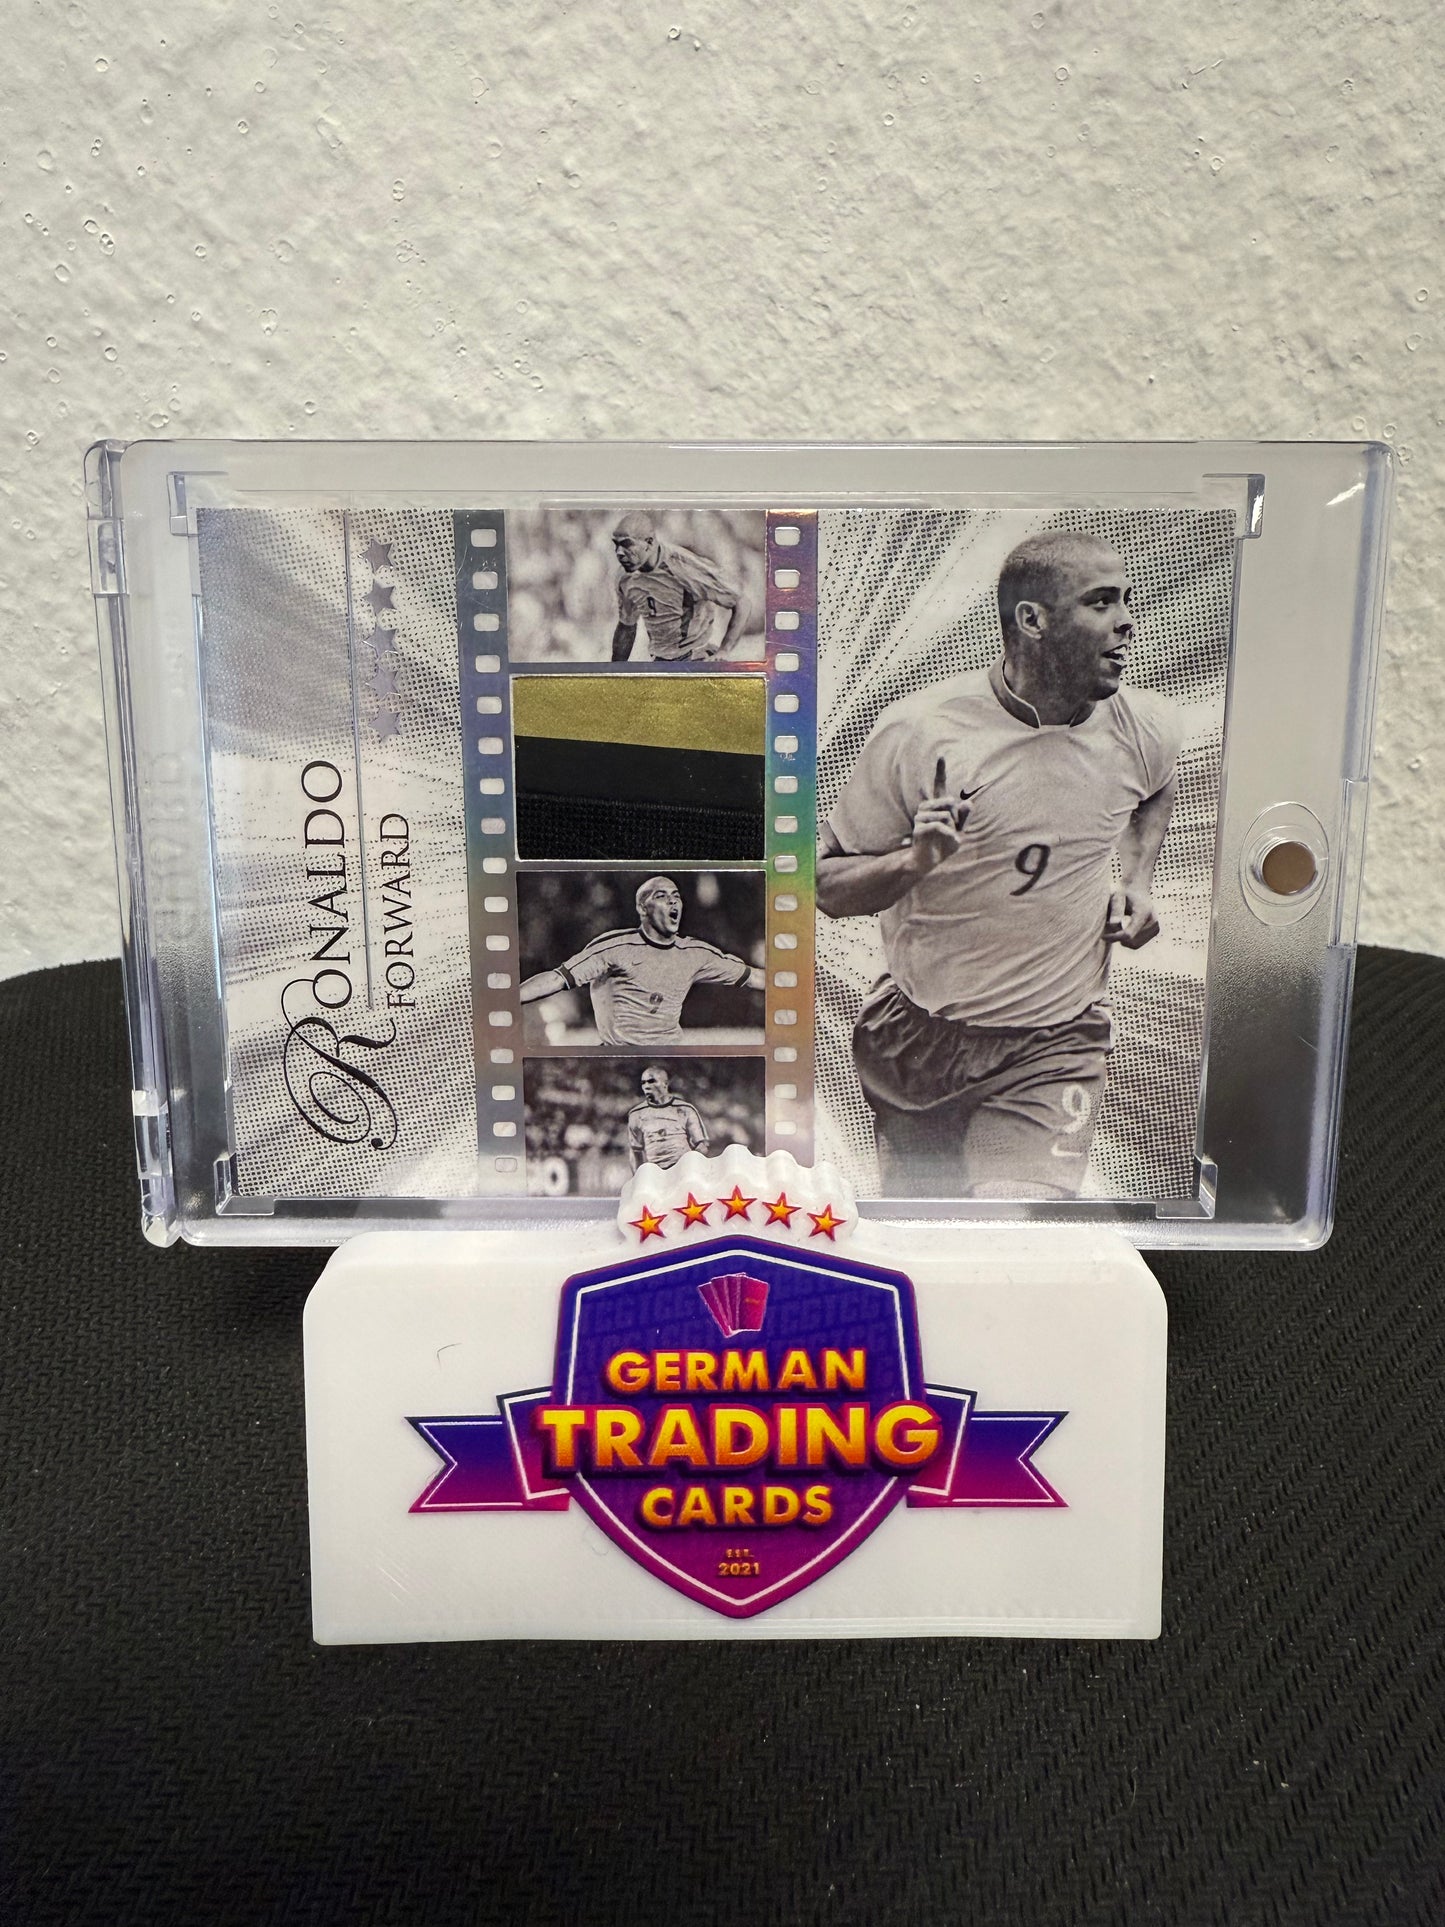 RONALDO
FORWARD
9
9
GERMAN
TRADING
CARDS
EST.
2021